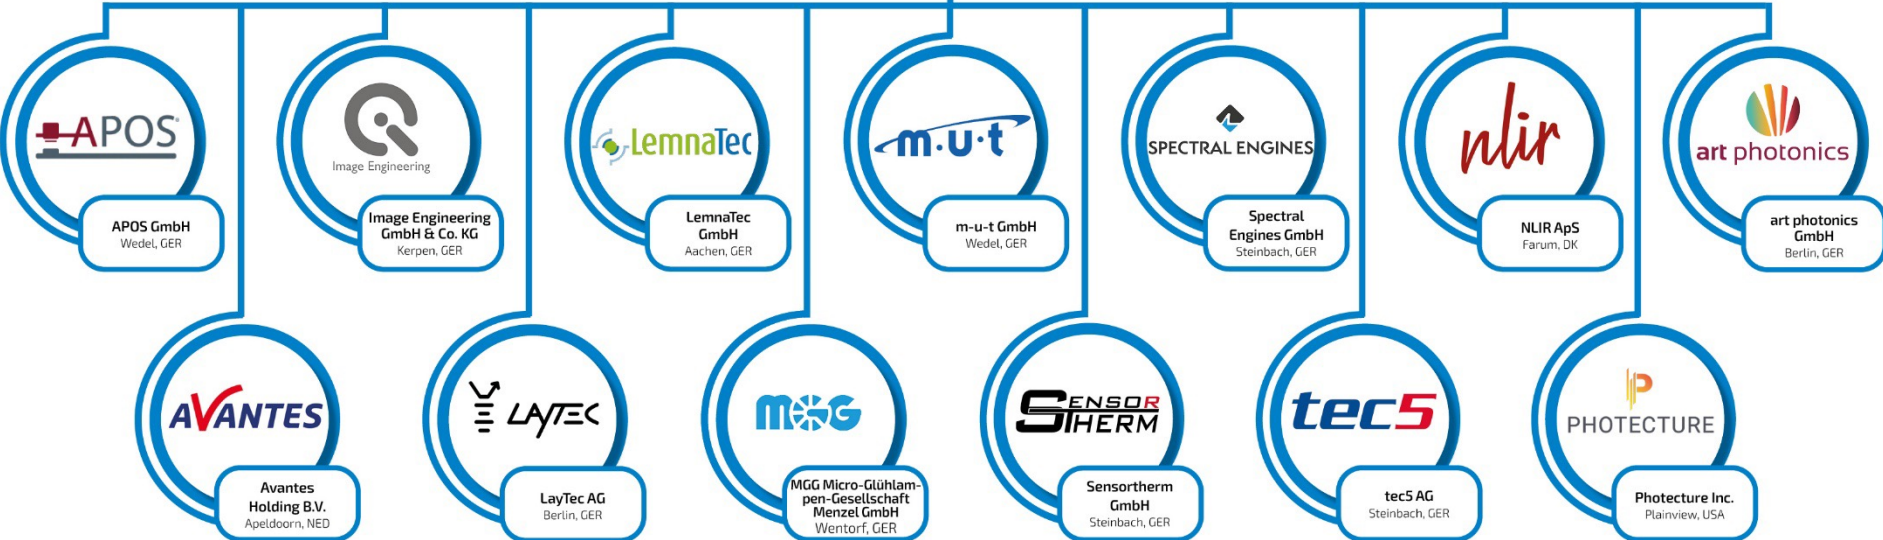 APOS
APOS GmbH
Wedel, GER
Image Engineering
Image Engineering
GmbH & Co. KG
Kerpen, GER
LemnaTec
LemnaTec
GmbH
Aachen, GER
m·u·t
m-u-t GmbH
Wedel, GER
SPECTRAL ENGINES
Spectral
Engines GmbH
Steinbach, GER
nlir
NLIR ApS
Farum, DK
art photonics
art photonics
GmbH
Berlin, GER
AVANTES
Avantes
Holding B.V.
Apeldoorn, NED
LAYTEC
LayTec AG
Berlin, GER
MGG
MGG Micro-Glühlam-
pen-Gesellschaft
Menzel GmbH
Wentorf, GER
SENSOR
THERM
Sensortherm
GmbH
Steinbach, GER
tec5
tec5 AG
Steinbach, GER
PHOTECTURE
Photecture Inc.
Plainview, USA